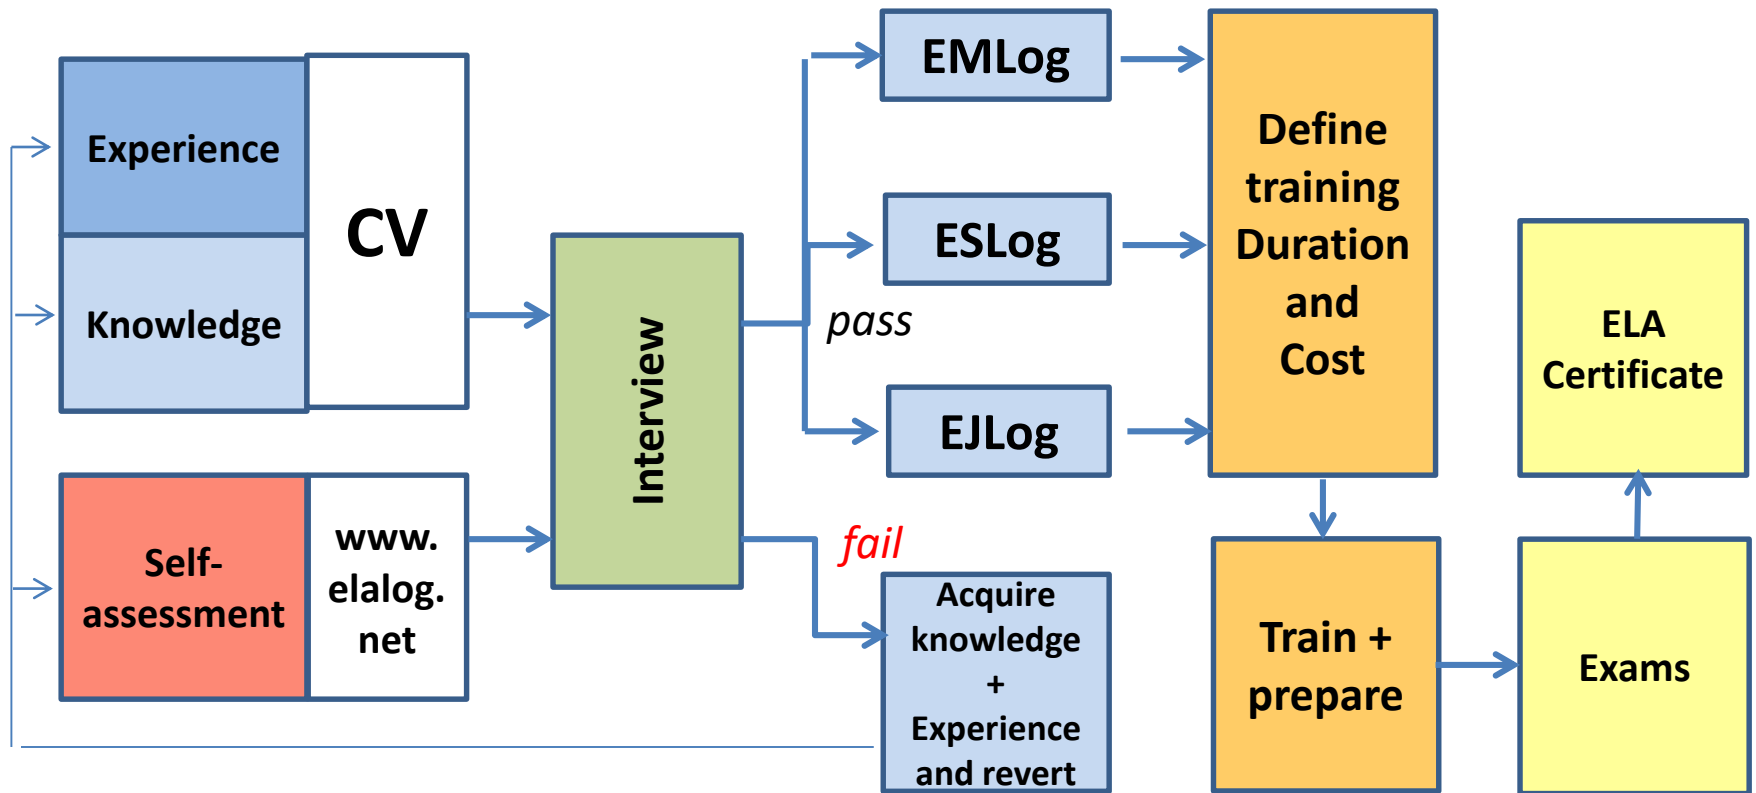 Experience
Knowledge
CV
Self-
assessment
www.
elalog.
net
Interview
pass
fail
EMLog
ESLog
EJLog
Acquire
knowledge
+
Experience
and revert
Define
training
Duration
and
Cost
Train +
prepare
Exams
ELA
Certificate